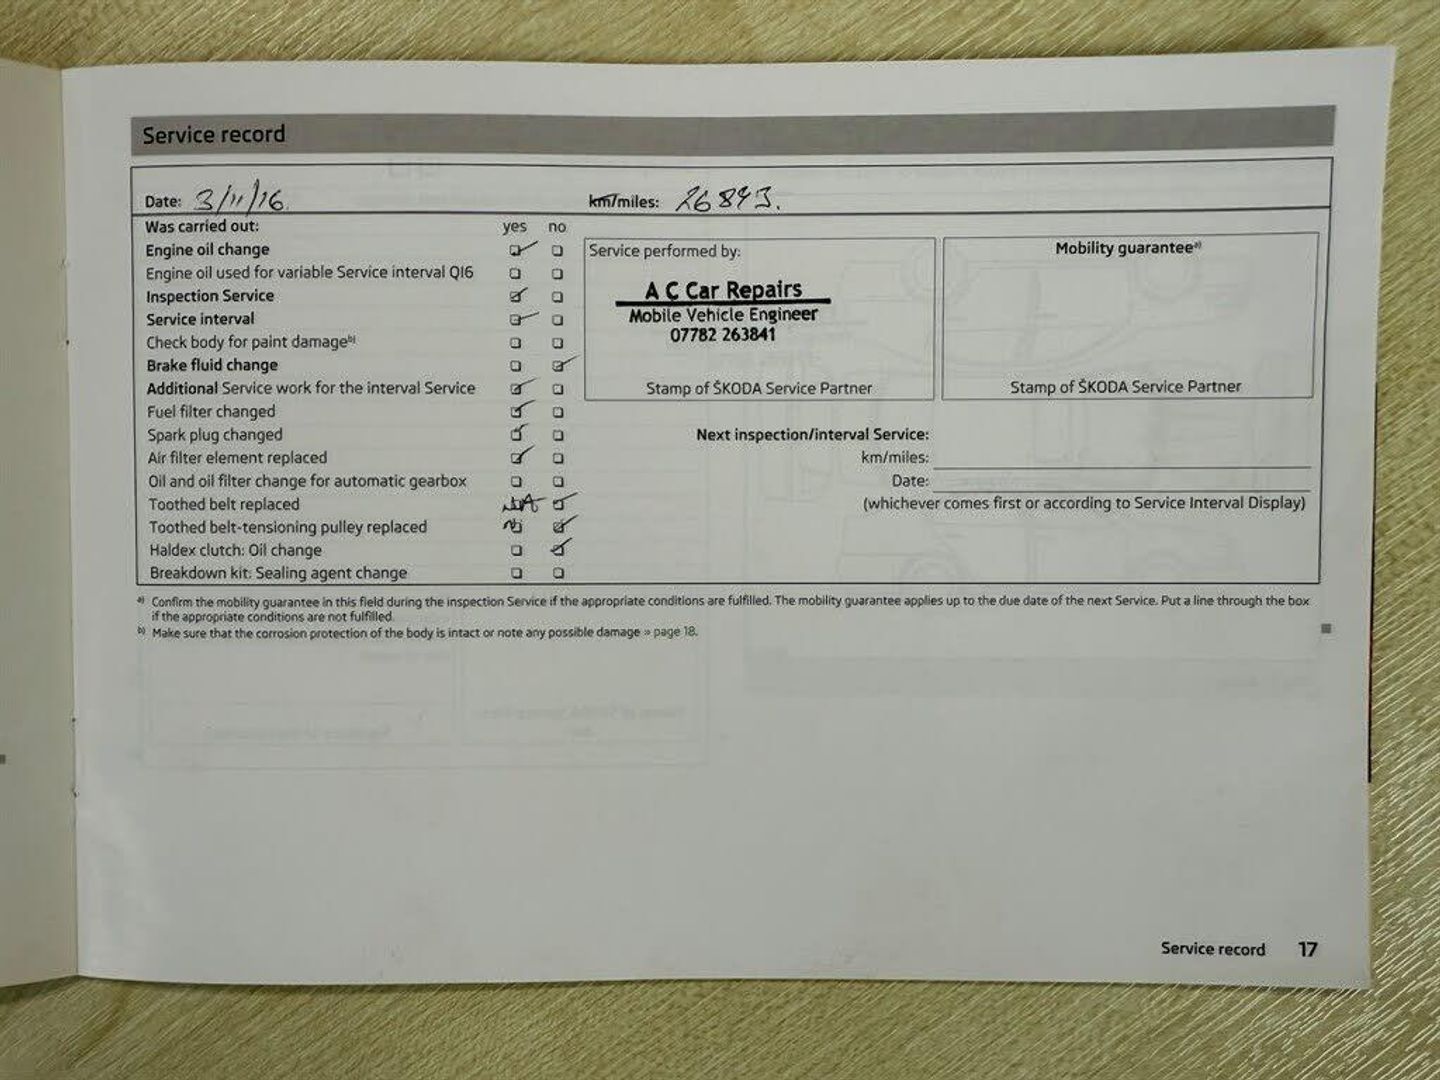 Service record
Date: 3/11/16.
km/miles: 26893.
Was carried out: yes no
Engine oil change
Engine oil used for variable Service interval QI6
Inspection Service
Service interval
Check body for paint damage b)
Brake fluid change
Additional Service work for the interval Service
Fuel filter changed
Spark plug changed
Air filter element replaced
Oil and oil filter change for automatic gearbox
Toothed belt replaced NA
Toothed belt-tensioning pulley replaced
Haldex clutch: Oil change
Breakdown kit: Sealing agent change
Service performed by:
A C Car Repairs
Mobile Vehicle Engineer
07782 263841
Stamp of ŠKODA Service Partner
Mobility guarantee a)
Stamp of ŠKODA Service Partner
Next inspection/interval Service:
km/miles:
Date:
(whichever comes first or according to Service Interval Display)
a) Confirm the mobility guarantee in this field during the inspection Service if the appropriate conditions are fulfilled. The mobility guarantee applies up to the due date of the next Service. Put a line through the box
if the appropriate conditions are not fulfilled.
b) Make sure that the corrosion protection of the body is intact or note any possible damage » page 18.
Service record 17